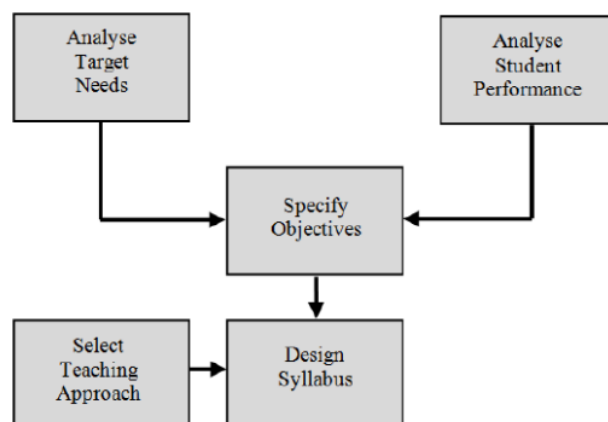 Analyse
Target
Needs
Analyse
Student
Performance
Specify
Objectives
Select
Teaching
Approach
Design
Syllabus